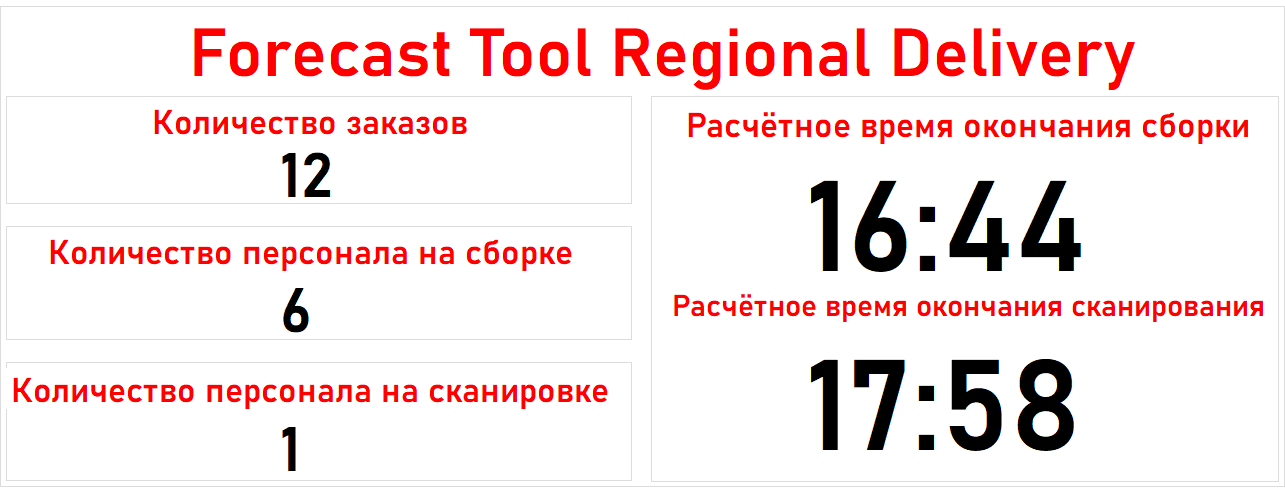 Forecast Tool Regional Delivery
Количество заказов
12
Количество персонала на сборке
6
Количество персонала на сканировке
1
Расчётное время окончания сборки
16:44
Расчётное время окончания сканирования
17:58